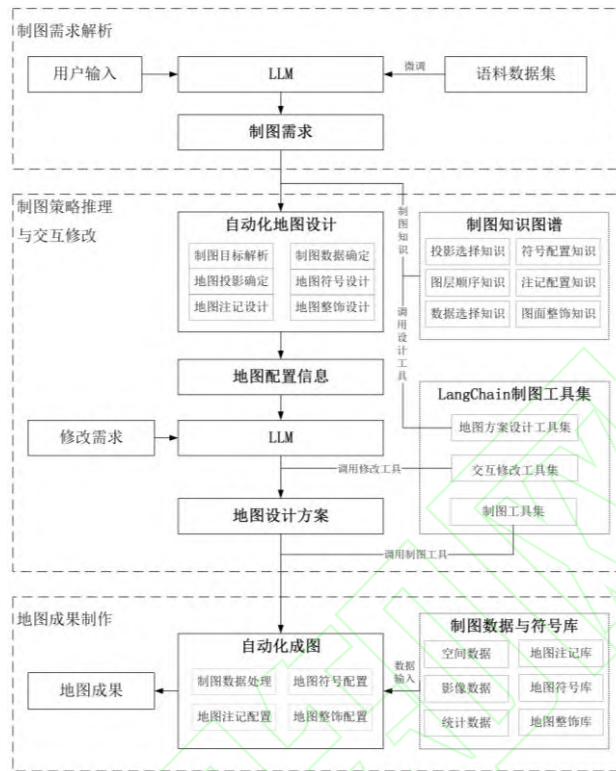 制图需求解析
用户输入
LLM
微调
语料数据集
制图需求
制图策略推理
与交互修改
自动化地图设计
制图目标解析
制图数据确定
地图投影确定
地图符号设计
地图注记设计
地图整饰设计
制图知识
调用设计工具
制图知识图谱
投影选择知识
符号配置知识
图层顺序知识
注记配置知识
数据选择知识
图面整饰知识
地图配置信息
LangChain制图工具集
地图方案设计工具集
修改需求
LLM
调用修改工具
交互修改工具集
地图设计方案
制图工具集
调用制图工具
地图成果制作
自动化成图
制图数据处理
地图符号配置
地图注记配置
地图整饰配置
地图成果
数据
输入
制图数据与符号库
空间数据
地图注记库
影像数据
地图符号库
统计数据
地图整饰库